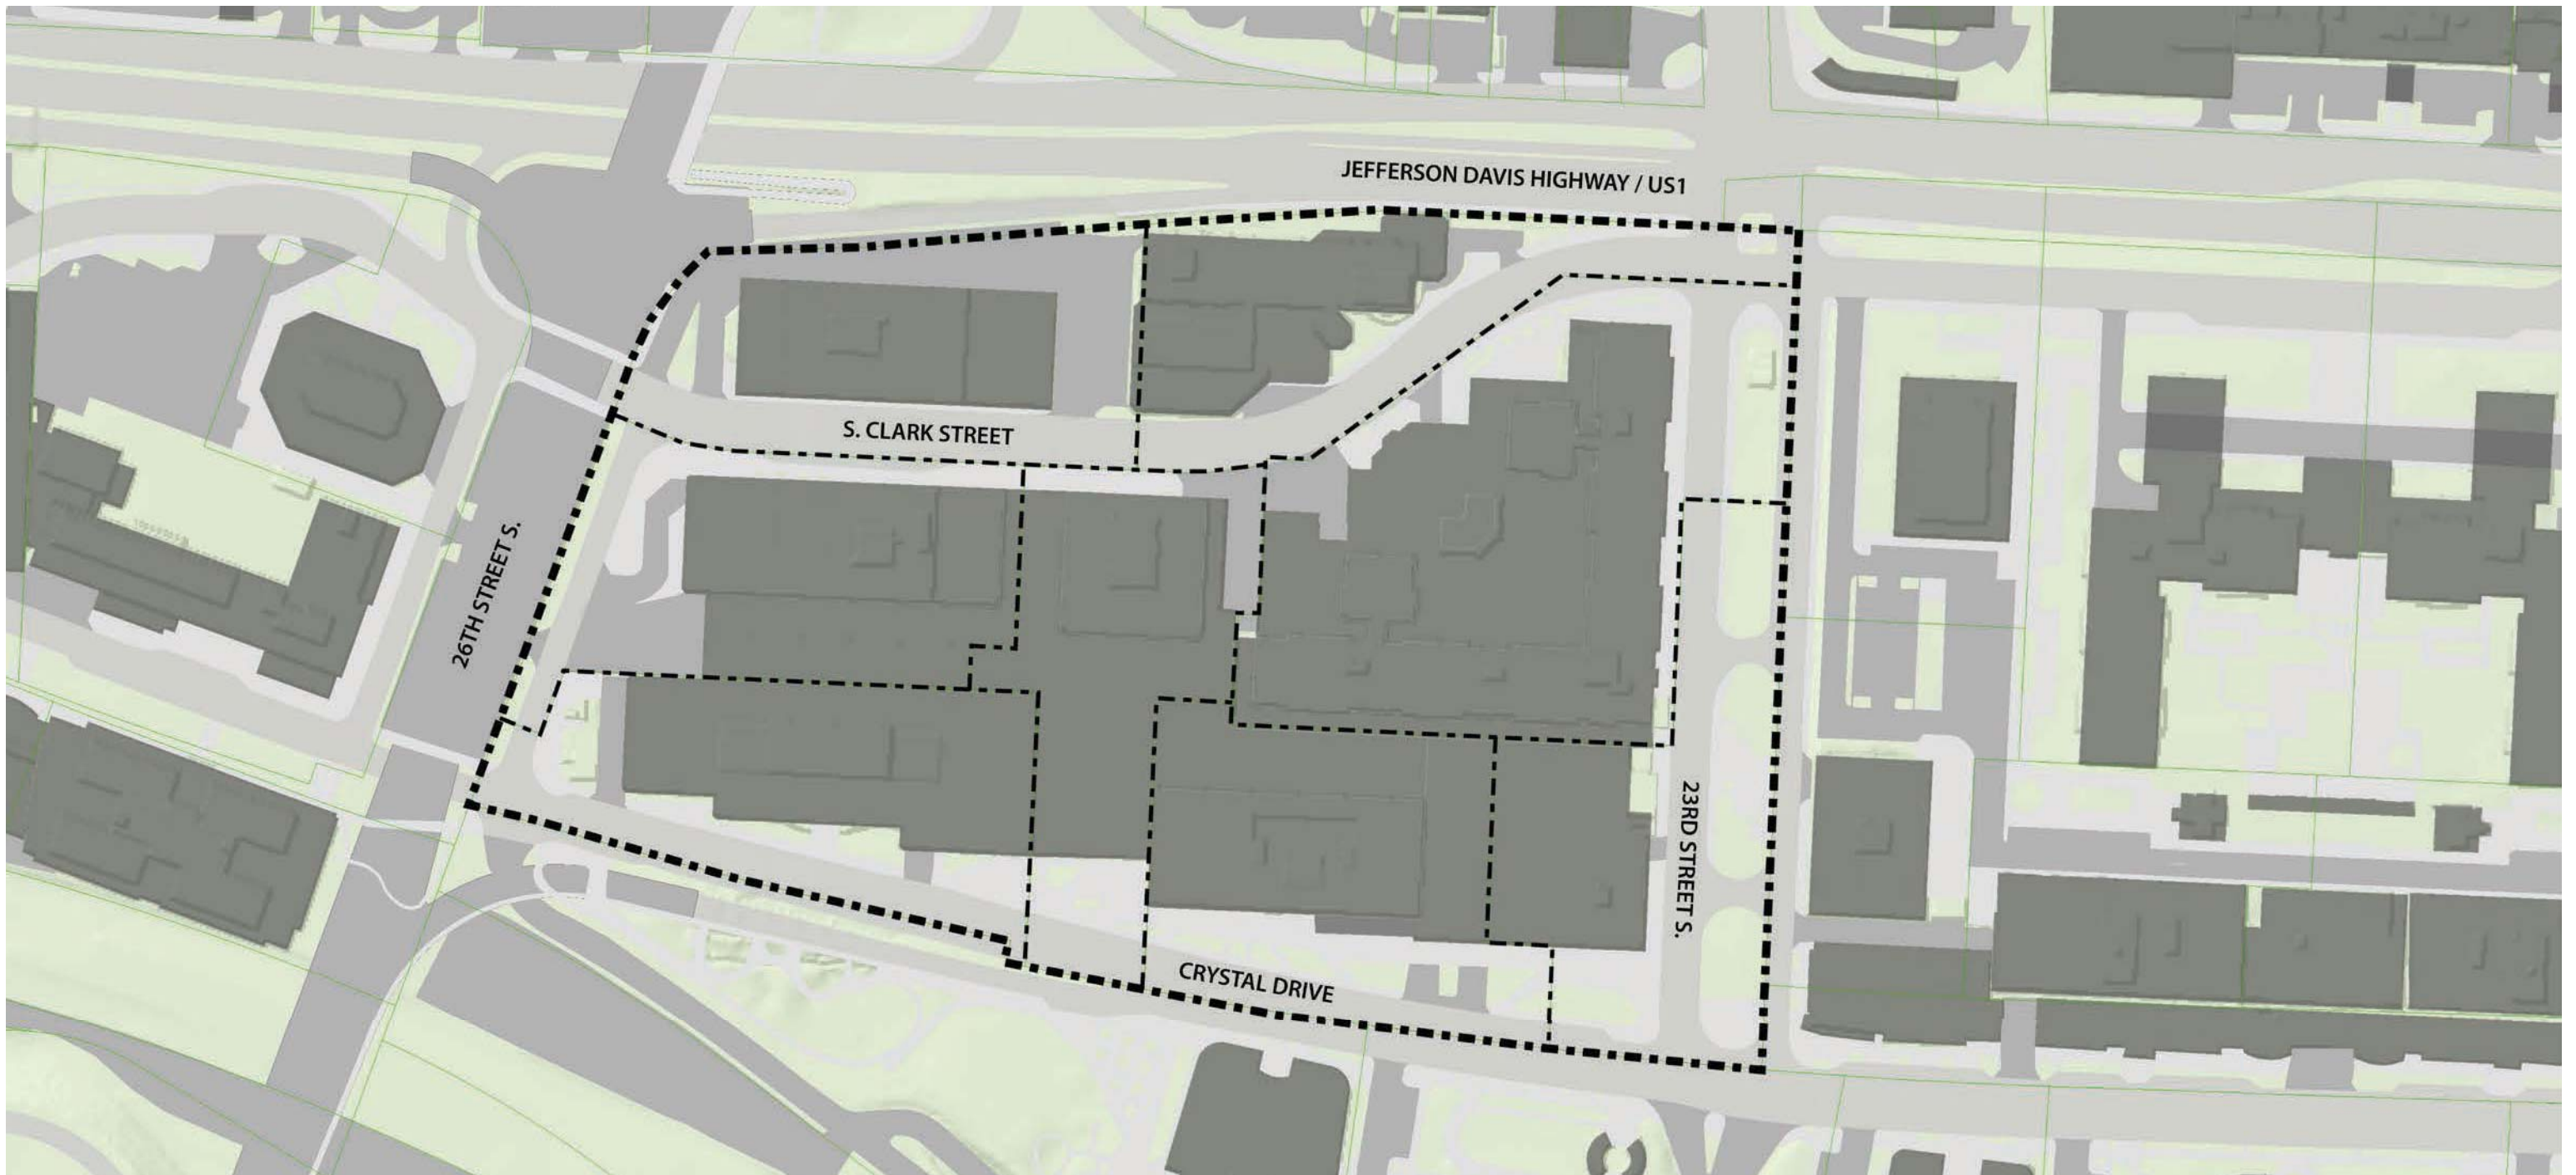 JEFFERSON DAVIS HIGHWAY / US1
S. CLARK STREET
26TH STREET S.
23RD STREET S.
CRYSTAL DRIVE